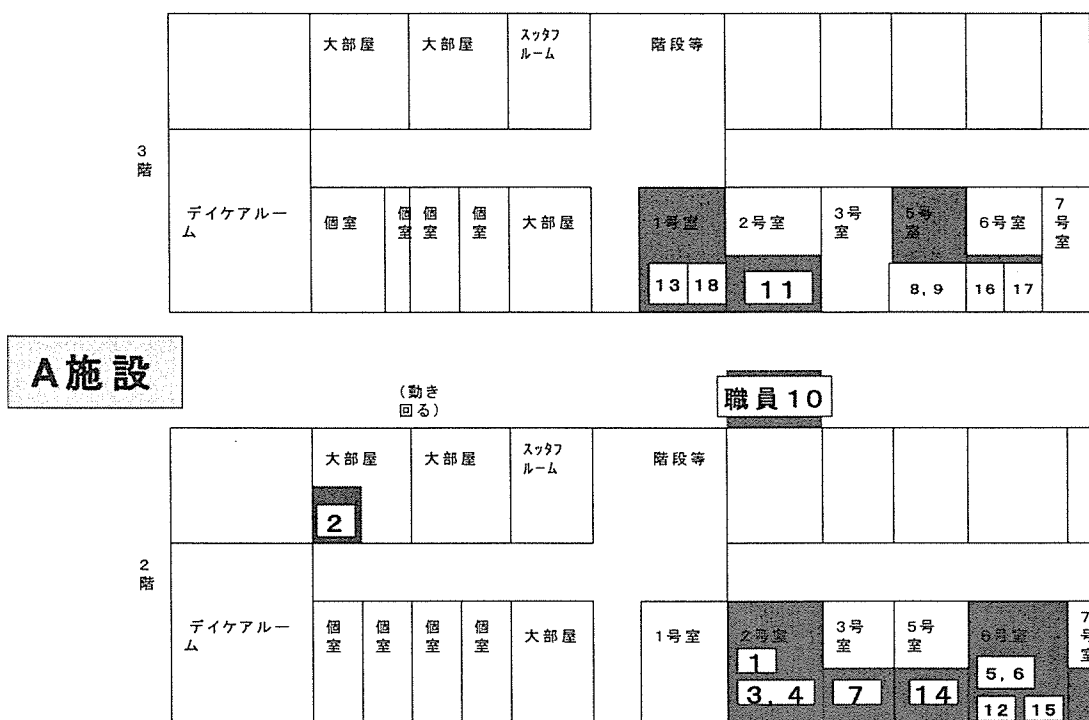 大部屋
大部屋
スッタフ
ルーム
階段等
3
階
デイケアルー
ム
個室
個
室
個
室
個
室
大部屋
1号室
2号室
3号
室
5号
室
6号室
7
号
室
13
18
11
8,9
16
17
A施設
(動き
回る)
職員10
大部屋
大部屋
スッタフ
ルーム
階段等
2
2
階
デイケアルー
ム
個
室
個
室
個
室
個
室
大部屋
1号室
2号室
3号
室
5号
室
6号室
7
号
室
1
3,4
7
14
5,6
12
15